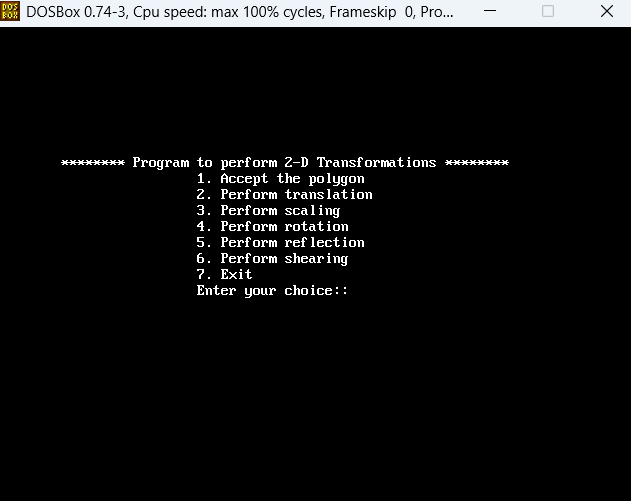 DOS
BOX
DOSBox 0.74-3, Cpu speed: max 100% cycles, Frameskip 0, Pro...
******** Program to perform 2-D Transformations ********
1. Accept the polygon
2. Perform translation
3. Perform scaling
4. Perform rotation
5. Perform reflection
6. Perform shearing
7. Exit
Enter your choice::